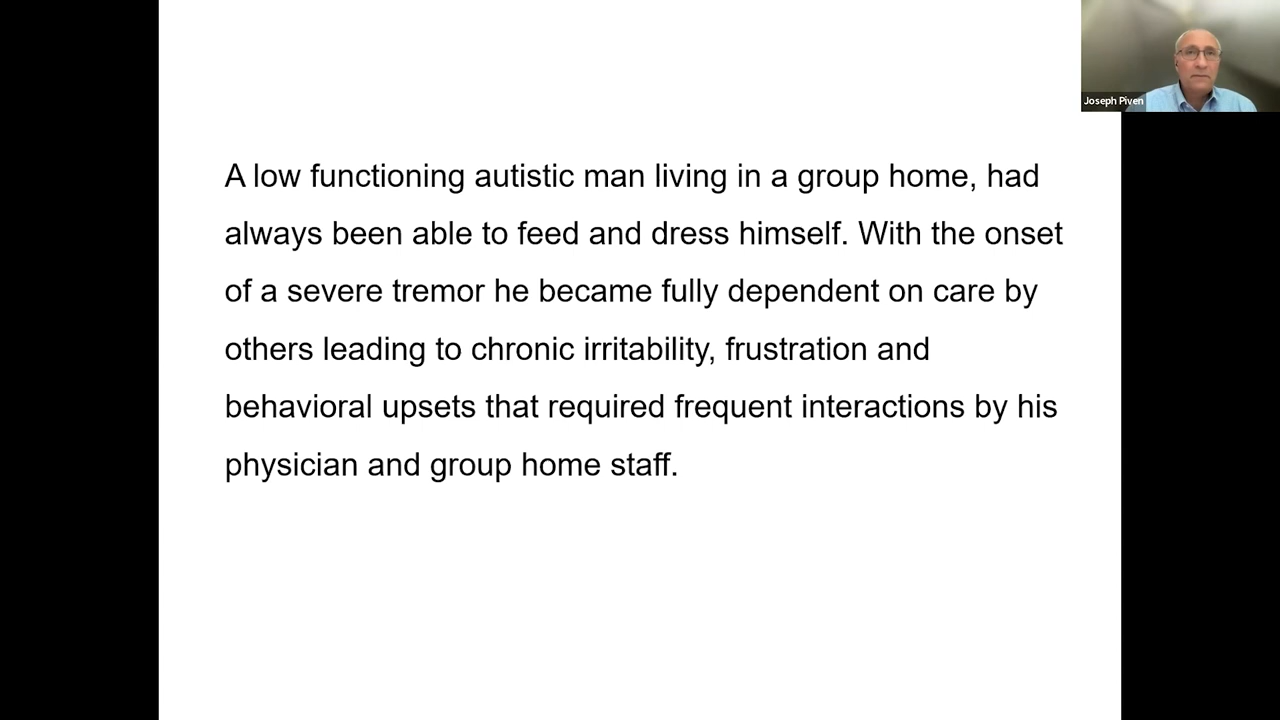 Joseph Piven
A low functioning autistic man living in a group home, had
always been able to feed and dress himself. With the onset
of a severe tremor he became fully dependent on care by
others leading to chronic irritability, frustration and
behavioral upsets that required frequent interactions by his
physician and group home staff.